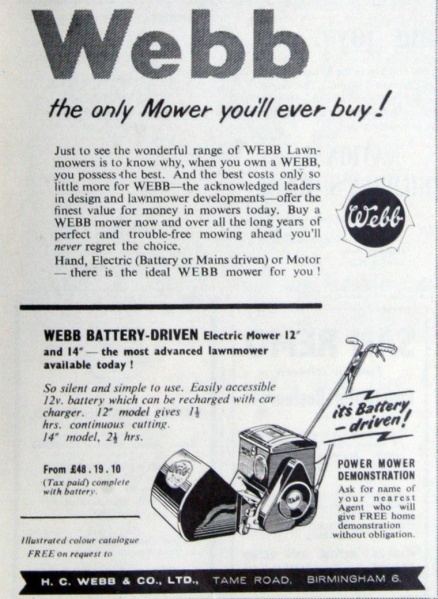 Webb
the only Mower you'll ever buy!
Just to see the wonderful range of WEBB Lawn-
mowers is to know why, when you own a WEBB,
you possess the best. And the best costs only so
little more for WEBB—the acknowledged leaders
in design and lawnmower developments—offer the
finest value for money in mowers today. Buy a
WEBB mower now and over all the long years of
perfect and trouble-free mowing ahead you'll
never regret the choice.
Hand, Electric (Battery or Mains driven) or Motor
— there is the ideal WEBB mower for you!
Webb
WEBB BATTERY-DRIVEN Electric Mower 12"
and 14" — the most advanced lawnmower
available today!
So silent and simple to use. Easily accessible
12v. battery which can be recharged with car
charger. 12" model gives 1½
hrs. continuous cutting.
14" model, 2½ hrs.
From £48.19.10
(Tax paid) complete
with battery.
it's Battery
- driven!
POWER MOWER
DEMONSTRATION
Ask for name of
your nearest
Agent who will
give FREE home
demonstration
without obligation.
Illustrated colour catalogue
FREE on request to
H. C. WEBB & CO., LTD., TAME ROAD, BIRMINGHAM 6.